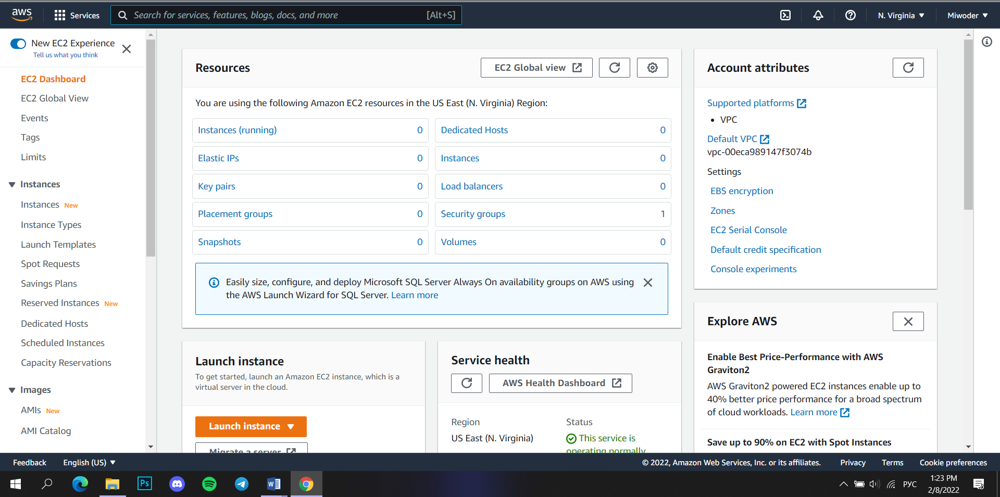 aws
Services
Search for services, features, blogs, docs, and more
[Alt+S]
N. Virginia
Miwoder
New EC2 Experience
Tell us what you think
EC2 Dashboard
EC2 Global View
Events
Tags
Limits
Instances
Instances New
Instance Types
Launch Templates
Spot Requests
Savings Plans
Reserved Instances New
Dedicated Hosts
Scheduled Instances
Capacity Reservations
Images
AMIs New
AMI Catalog
Resources
EC2 Global view
You are using the following Amazon EC2 resources in the US East (N. Virginia) Region:
Instances (running) 0
Dedicated Hosts 0
Elastic IPs 0
Instances 0
Key pairs 0
Load balancers 0
Placement groups 0
Security groups 1
Snapshots 0
Volumes 0
Easily size, configure, and deploy Microsoft SQL Server Always On availability groups on AWS using
the AWS Launch Wizard for SQL Server. Learn more
Launch instance
To get started, launch an Amazon EC2 instance, which is a
virtual server in the cloud.
Launch instance
Migrate a server
Service health
AWS Health Dashboard
Region
US East (N. Virginia)
Status
This service is
operating normally
Account attributes
Supported platforms
• VPC
Default VPC
vpc-00eca989147f3074b
Settings
EBS encryption
Zones
EC2 Serial Console
Default credit specification
Console experiments
Explore AWS
Enable Best Price-Performance with AWS
Graviton2
AWS Graviton2 powered EC2 instances enable up to
40% better price performance for a broad spectrum
of cloud workloads. Learn more
Save up to 90% on EC2 with Spot Instances
Feedback
English (US)
© 2022, Amazon Web Services, Inc. or its affiliates.
Privacy
Terms
Cookie preferences
Ps
W
РУС
1:23 PM
2/8/2022